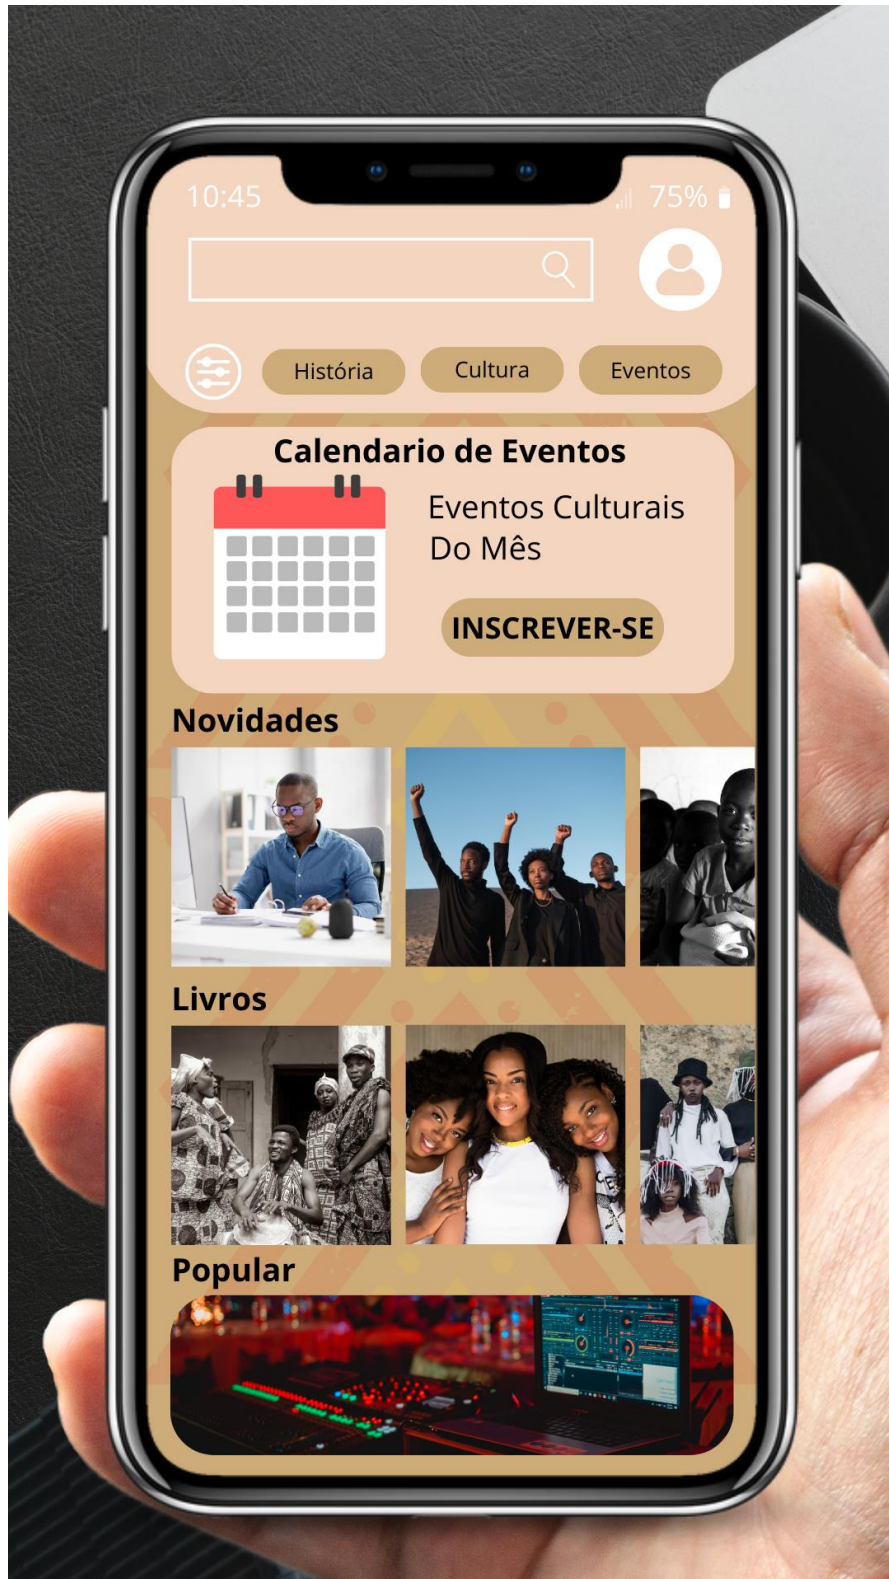 10:45
75%
História
Cultura
Eventos
Calendario de Eventos
Eventos Culturais
Do Mês
INSCREVER-SE
Novidades
Livros
Popular